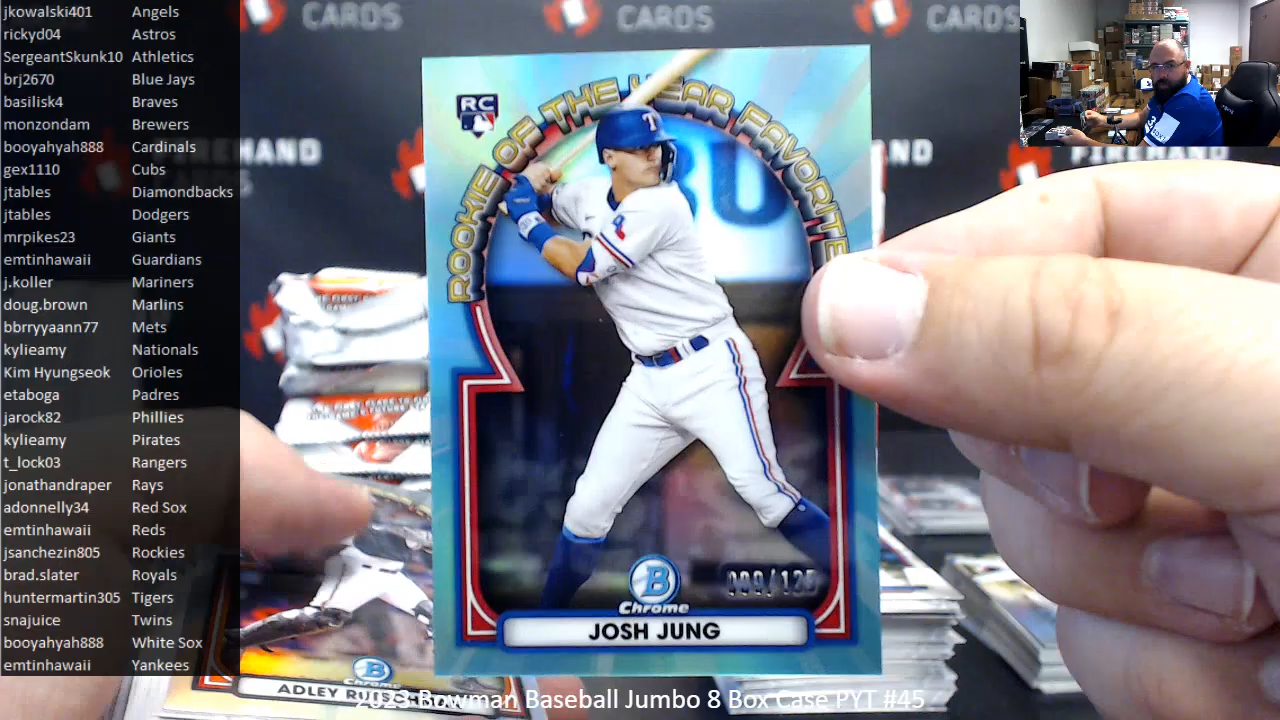 jkowalski401 Angels
rickyd04 Astros
SergeantSkunk10 Athletics
brj2670 Blue Jays
basilisk4 Braves
monzondam Brewers
booyahyah888 Cardinals
gex1110 Cubs
jtables Diamondbacks
jtables Dodgers
mrpikes23 Giants
emtinhawaii Guardians
j.koller Mariners
doug.brown Marlins
bbrryyaann77 Mets
kylieamy Nationals
Kim Hyungseok Orioles
etaboga Padres
jarock82 Phillies
kylieamy Pirates
t_lock03 Rangers
jonathandraper Rays
adonnelly34 Red Sox
emtinhawaii Reds
jsanchezin805 Rockies
brad.slater Royals
huntermartin305 Tigers
snajuice Twins
booyahyah888 White Sox
emtinhawaii Yankees
CARDS
CARDS
CARDS
RC
ROOKIE OF THE YEAR FAVORITE
T
B
Chrome
JOSH JUNG
B
Chrome
ADLEY
2023 Bowman Baseball Jumbo 8 Box Case PYT #45